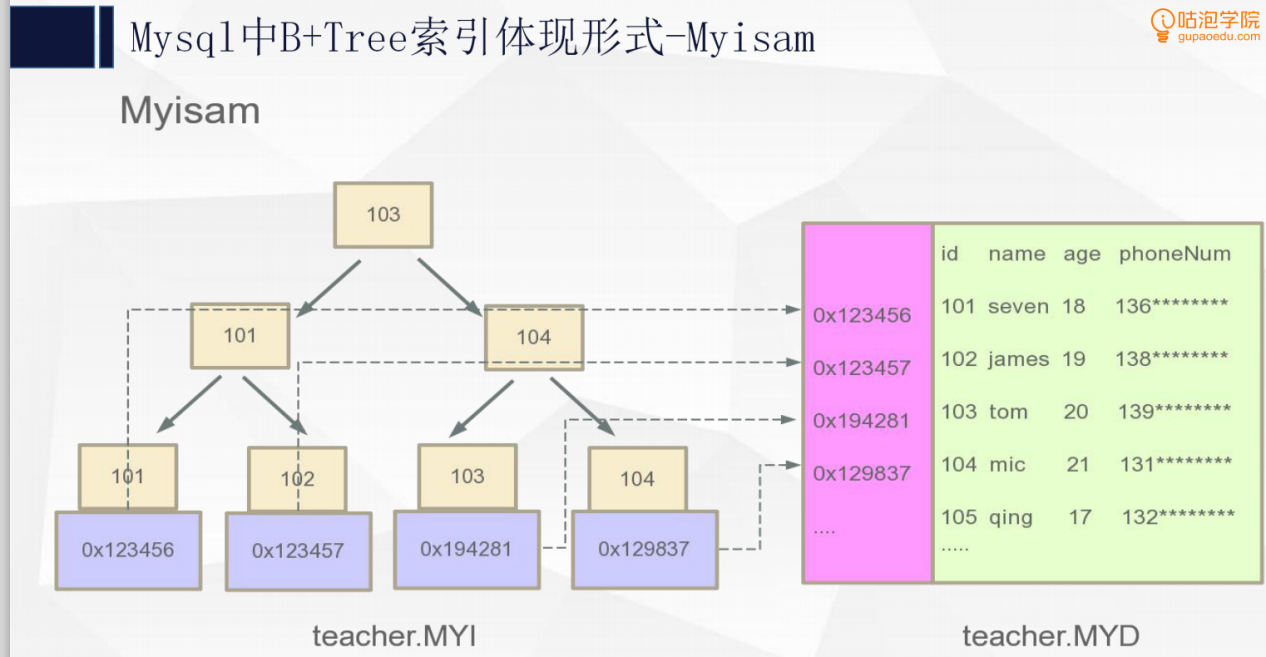 Mysql中B+Tree索引体现形式-Myisam
咕泡学院
gupaoedu.com
Myisam
103
101
104
101
102
103
104
0x123456
0x123457
0x194281
0x129837
teacher.MYI
0x123456
0x123457
0x194281
0x129837
....
id name age phoneNum
101 seven 18 136********
102 james 19 138********
103 tom 20 139********
104 mic 21 131********
105 qing 17 132********
.....
teacher.MYD